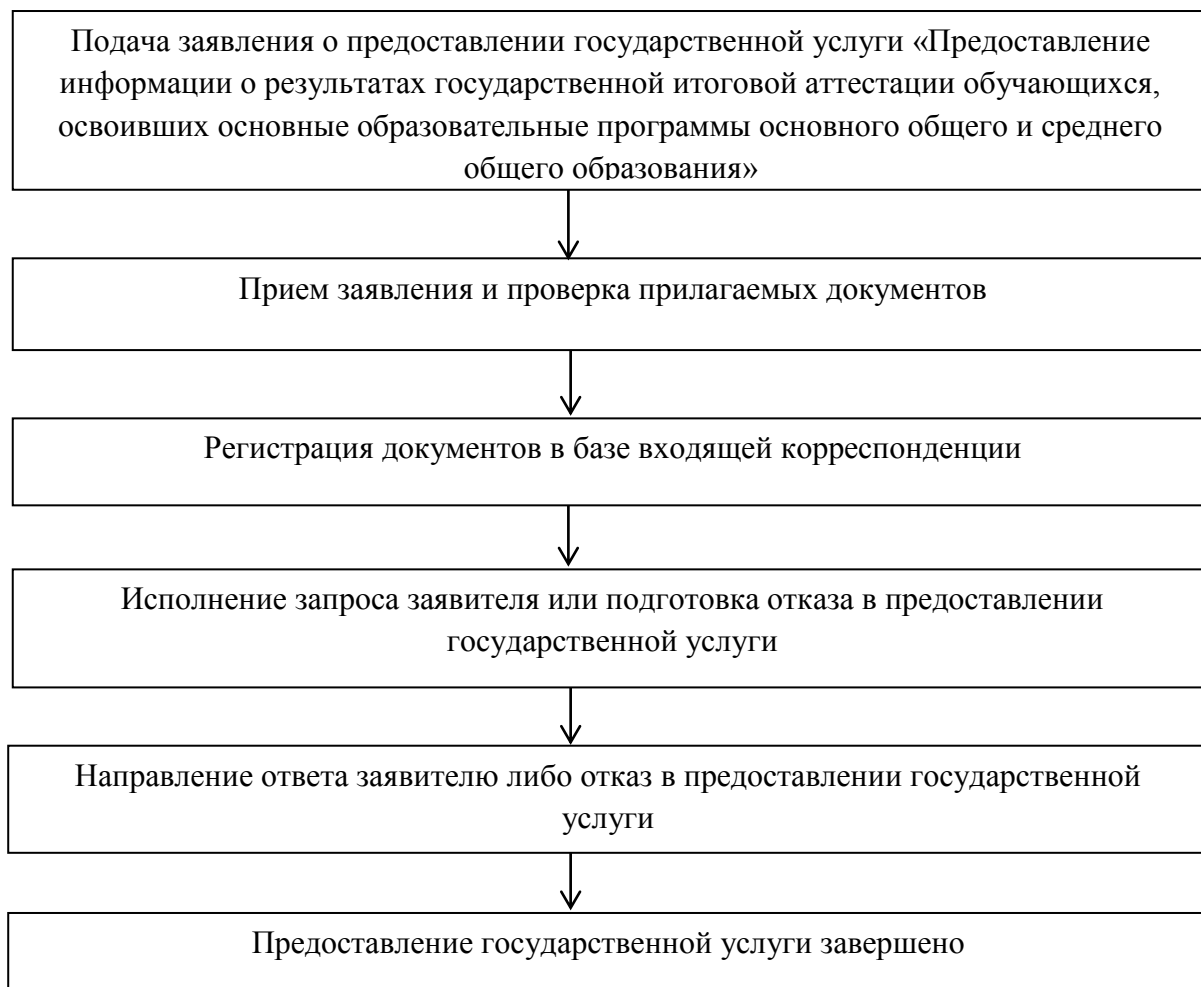 Подача заявления о предоставлении государственной услуги «Предоставление
информации о результатах государственной итоговой аттестации обучающихся,
освоивших основные образовательные программы основного общего и среднего
общего образования»
Прием заявления и проверка прилагаемых документов
Регистрация документов в базе входящей корреспонденции
Исполнение запроса заявителя или подготовка отказа в предоставлении
государственной услуги
Направление ответа заявителю либо отказ в предоставлении государственной
услуги
Предоставление государственной услуги завершено